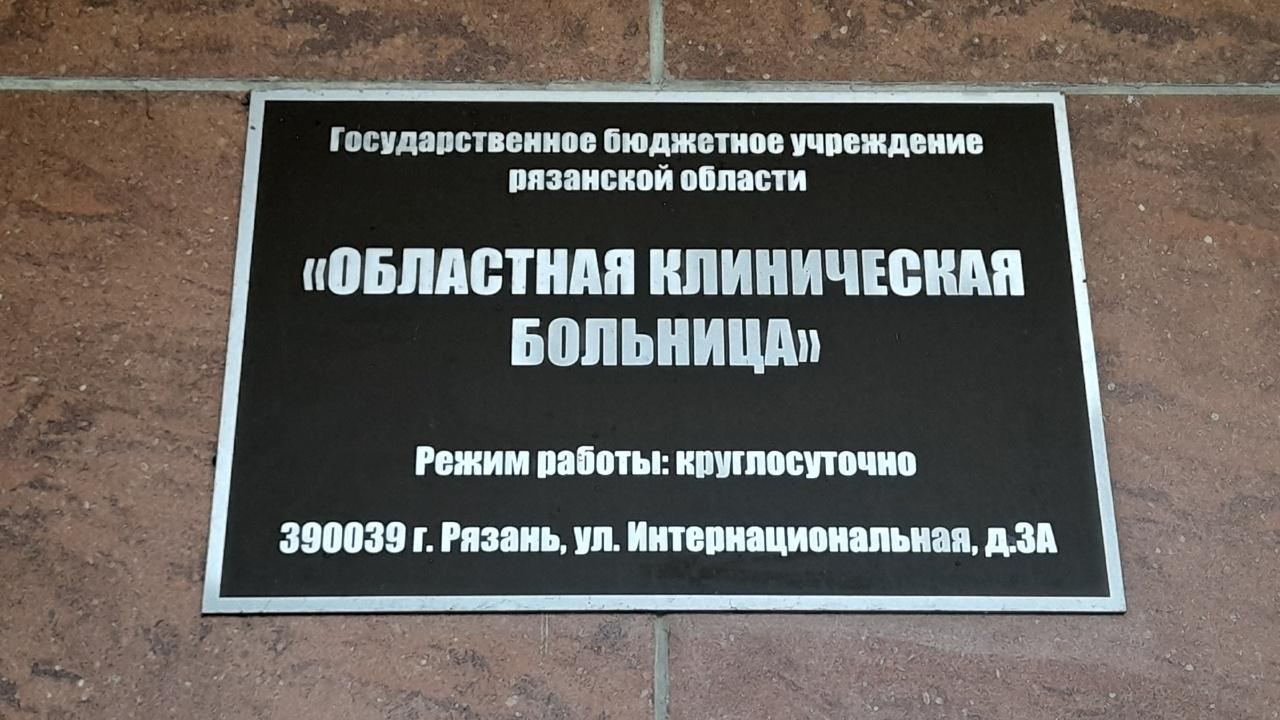 Государственное бюджетное учреждение
рязанской области
«ОБЛАСТНАЯ КЛИНИЧЕСКАЯ
БОЛЬНИЦА»
Режим работы: круглосуточно
390039 г. Рязань, ул. Интернациональная, д.3А